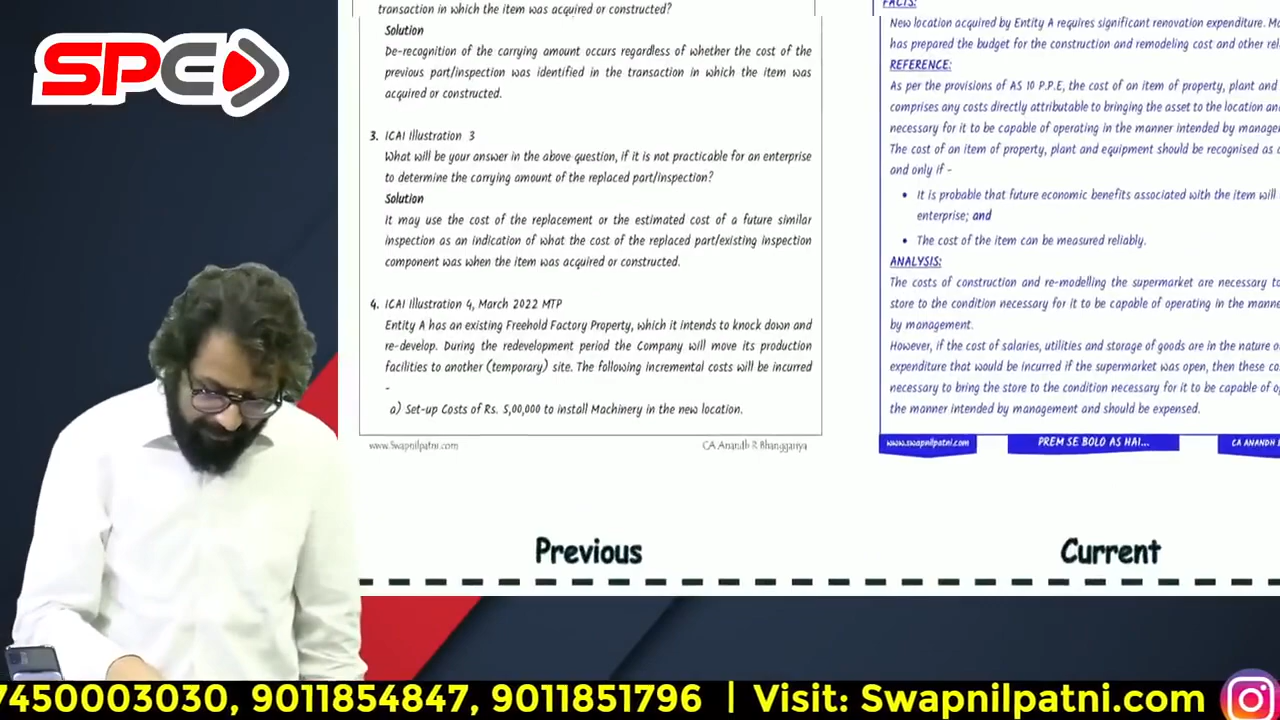 SPE
transaction in which the item was acquired or constructed?
Solution
De-recognition of the carrying amount occurs regardless of whether the cost of the
previous part/inspection was identified in the transaction in which the item was
acquired or constructed.
3. ICAI Illustration 3
What will be your answer in the above question, if it is not practicable for an enterprise
to determine the carrying amount of the replaced part/inspection?
Solution
It may use the cost of the replacement or the estimated cost of a future similar
inspection as an indication of what the cost of the replaced part/existing inspection
component was when the item was acquired or constructed.
4. ICAI Illustration 4, March 2022 MTP
Entity A has an existing Freehold Factory Property, which it intends to knock down and
re-develop. During the redevelopment period the Company will move its production
facilities to another (temporary) site. The following incremental costs will be incurred
-
a) Set-up Costs of Rs. 5,00,000 to install Machinery in the new location.
www.Swapnilpatni.com CA Anandh R Bhanggariya
Previous
FACTS:
New location acquired by Entity A requires significant renovation expenditure.
has prepared the budget for the construction and remodeling cost and other
REFERENCE:
As per the provisions of AS 10 P.P.E, the cost of an item of property, plant and
comprises any costs directly attributable to bringing the asset to the location
necessary for it to be capable of operating in the manner intended by
The cost of an item of property, plant and equipment should be recognised as
and only if -
• It is probable that future economic benefits associated with the item will
enterprise; and
• The cost of the item can be measured reliably.
ANALYSIS:
The costs of construction and re-modelling the supermarket are necessary to
store to the condition necessary for it to be capable of operating in the manner
by management.
However, if the cost of salaries, utilities and storage of goods are in the nature
expenditure that would be incurred if the supermarket was open, then these
necessary to bring the store to the condition necessary for it to be capable of
the manner intended by management and should be expensed.
www.swapnilpatni.com PREM SE BOLO AS HAI... CA ANANDH
Current
7450003030, 9011854847, 9011851796 | Visit: Swapnilpatni.com